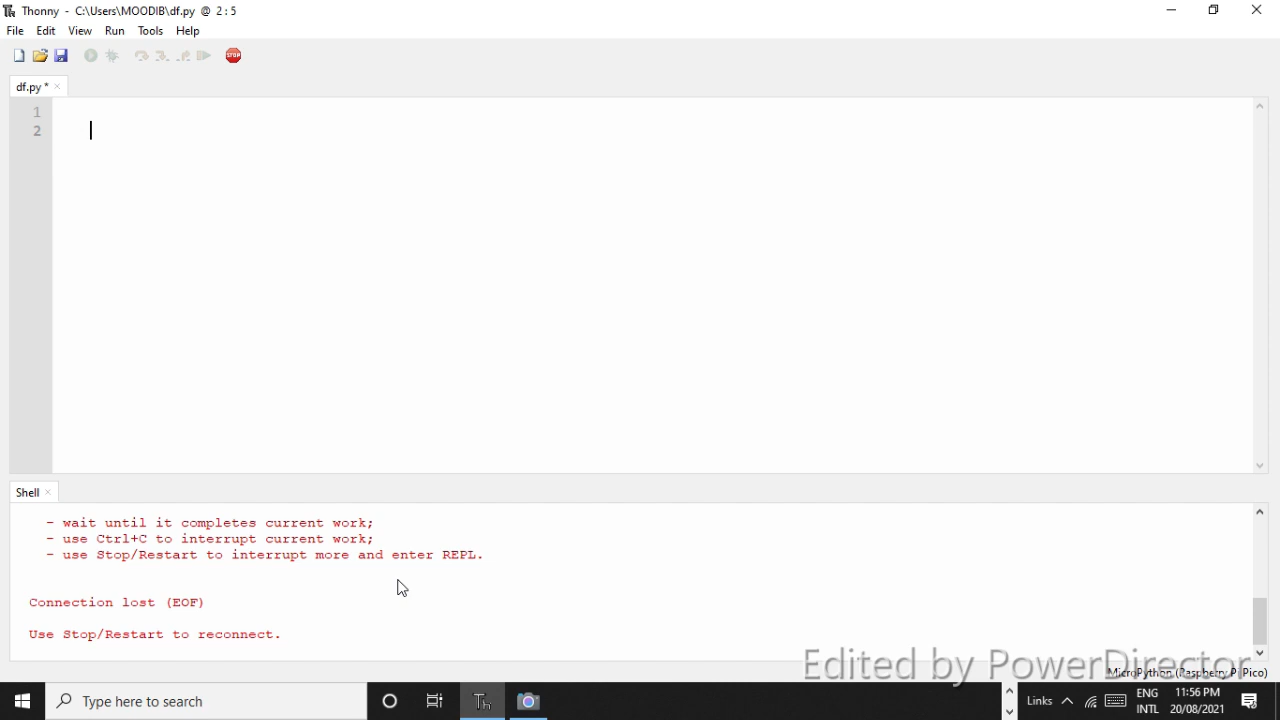 Thonny - C:\Users\MOODIB\df.py @ 2:5
File Edit View Run Tools Help
STOP
df.py *
1
2
Shell
- wait until it completes current work;
- use Ctrl+C to interrupt current work;
- use Stop/Restart to interrupt more and enter REPL.
Connection lost (EOF)
Use Stop/Restart to reconnect.
Edited by PowerDirector
MicroPython (Raspberry Pi Pico)
Type here to search
Th
Links
ENG
INTL
11:56 PM
20/08/2021